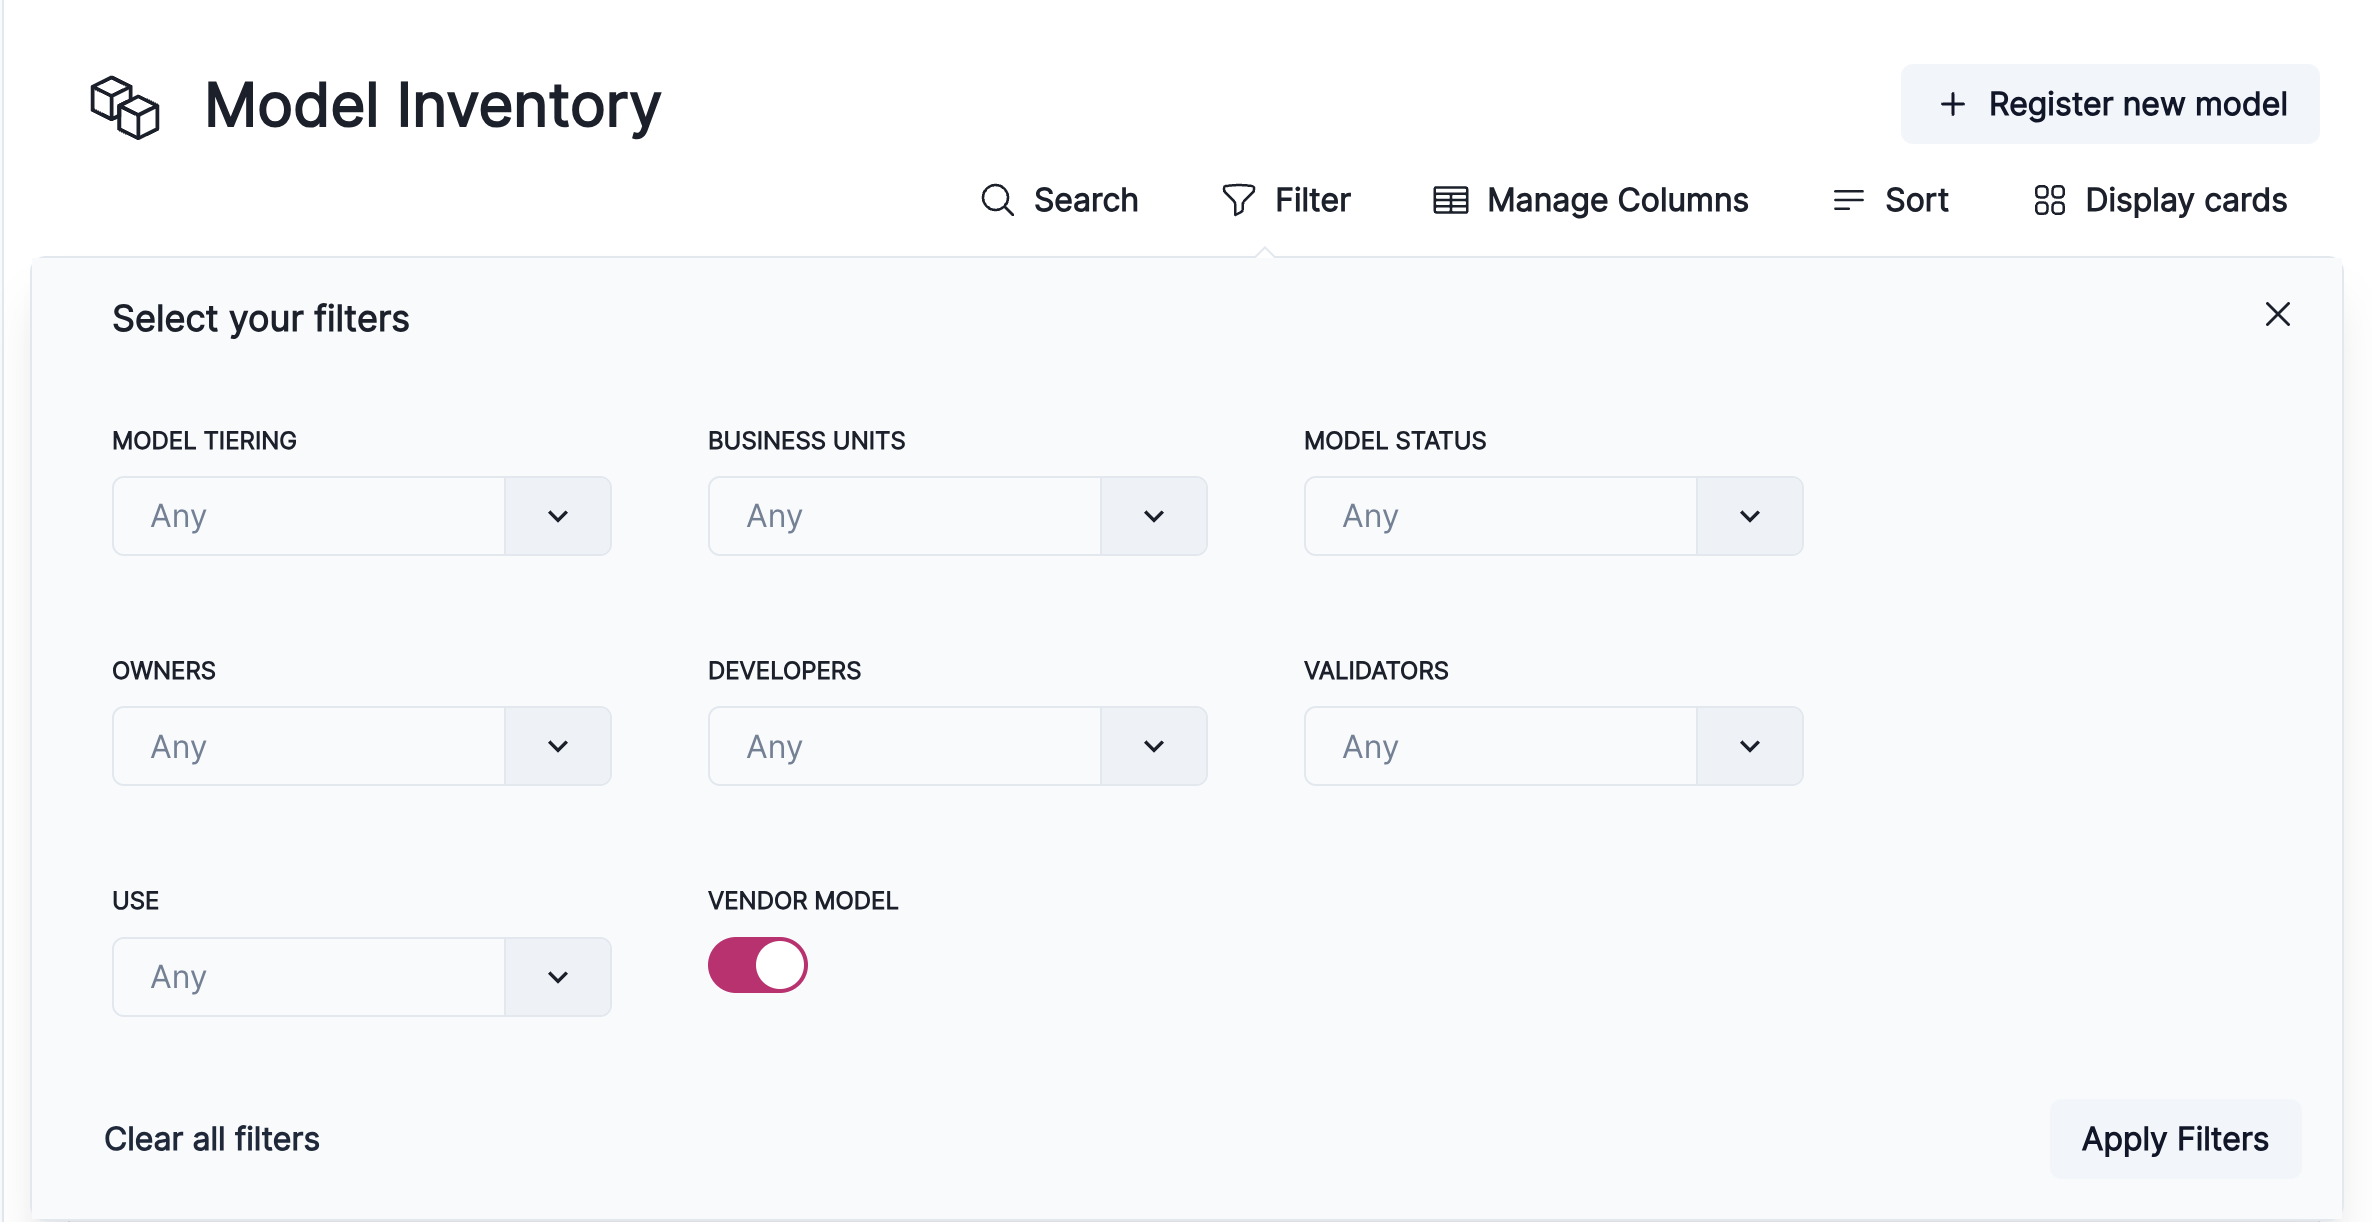 Model Inventory
Register new model
Search Filter Manage Columns Sort Display cards
Select your filters
MODEL TIERING BUSINESS UNITS MODEL STATUS
Any Any Any
OWNERS DEVELOPERS VALIDATORS
Any Any Any
USE VENDOR MODEL
Any
Clear all filters Apply Filters